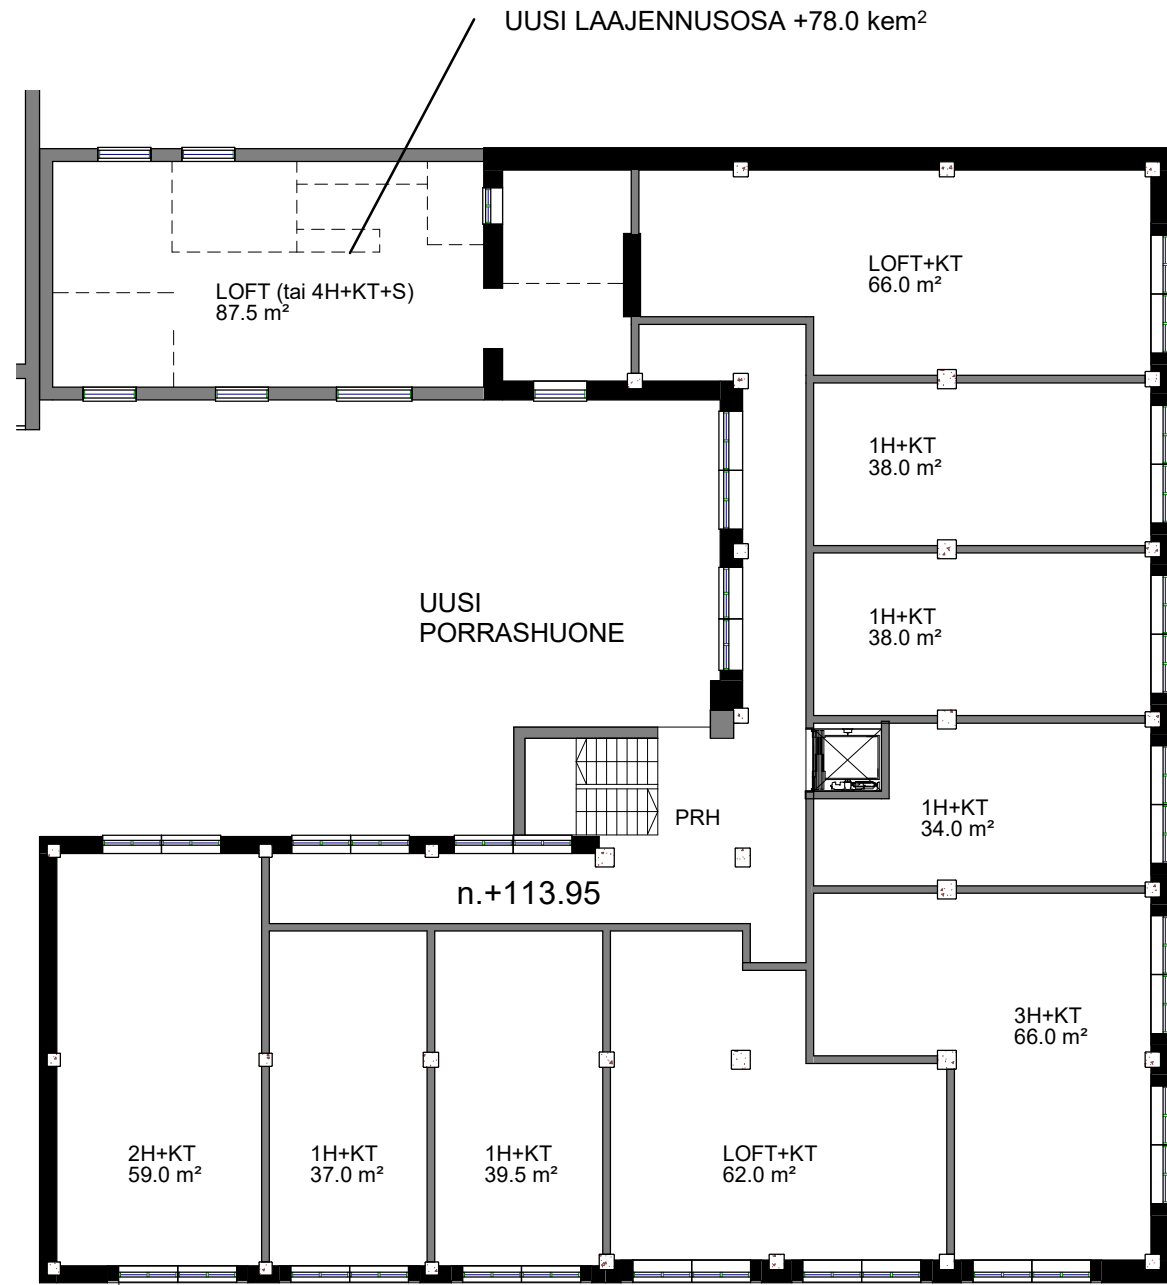 UUSI LAAJENNUSOSA +78.0 kem²
LOFT (tai 4H+KT+S)
87.5 m²
LOFT+KT
66.0 m²
1H+KT
38.0 m²
UUSI
PORRASHUONE
1H+KT
38.0 m²
PRH
1H+KT
34.0 m²
n.+113.95
3H+KT
66.0 m²
2H+KT
59.0 m²
1H+KT
37.0 m²
1H+KT
39.5 m²
LOFT+KT
62.0 m²